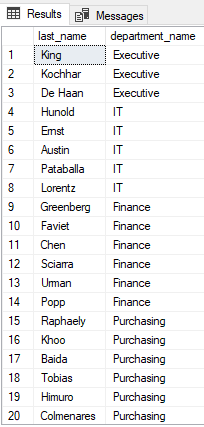 Results Messages
last_name department_name
1 King Executive
2 Kochhar Executive
3 De Haan Executive
4 Hunold IT
5 Ernst IT
6 Austin IT
7 Pataballa IT
8 Lorentz IT
9 Greenberg Finance
10 Faviet Finance
11 Chen Finance
12 Sciarra Finance
13 Urman Finance
14 Popp Finance
15 Raphaely Purchasing
16 Khoo Purchasing
17 Baida Purchasing
18 Tobias Purchasing
19 Himuro Purchasing
20 Colmenares Purchasing